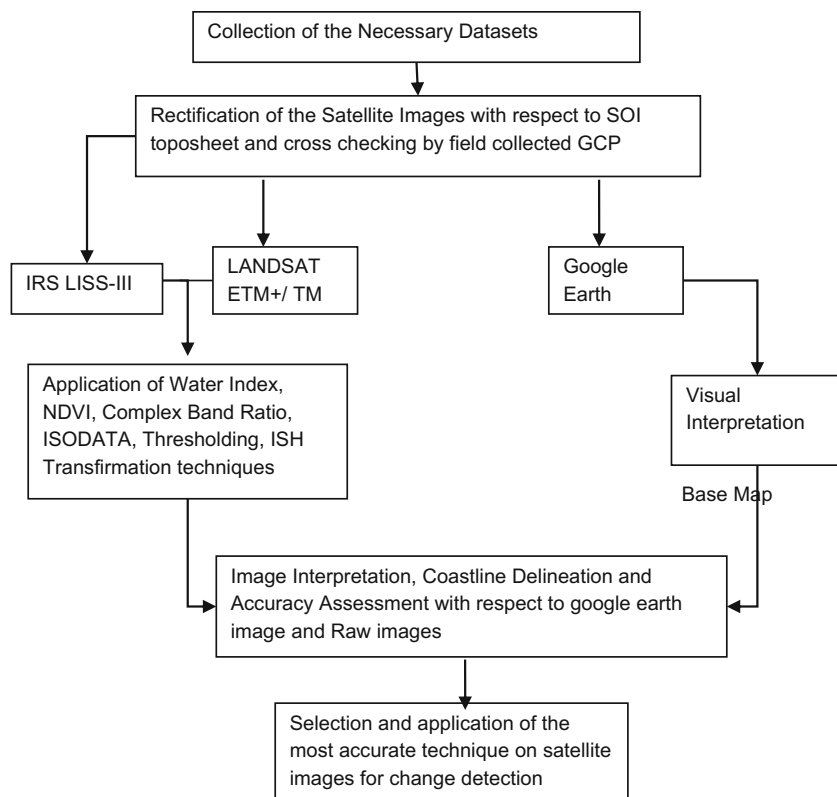 Collection of the Necessary Datasets
Rectification of the Satellite Images with respect to SOI
toposheet and cross checking by field collected GCP
IRS LISS-III
LANDSAT
ETM+/ TM
Google
Earth
Application of Water Index,
NDVI, Complex Band Ratio,
ISODATA, Thresholding, ISH
Transfirmation techniques
Visual
Interpretation
Base Map
Image Interpretation, Coastline Delineation and
Accuracy Assessment with respect to google earth
image and Raw images
Selection and application of the
most accurate technique on satellite
images for change detection